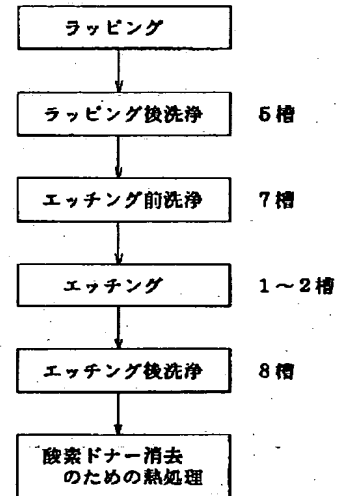 ラッピング
ラッピング後洗浄 5槽
エッチング前洗浄 7槽
エッチング 1～2槽
エッチング後洗浄 8槽
酸素ドナー消去
のための熱処理